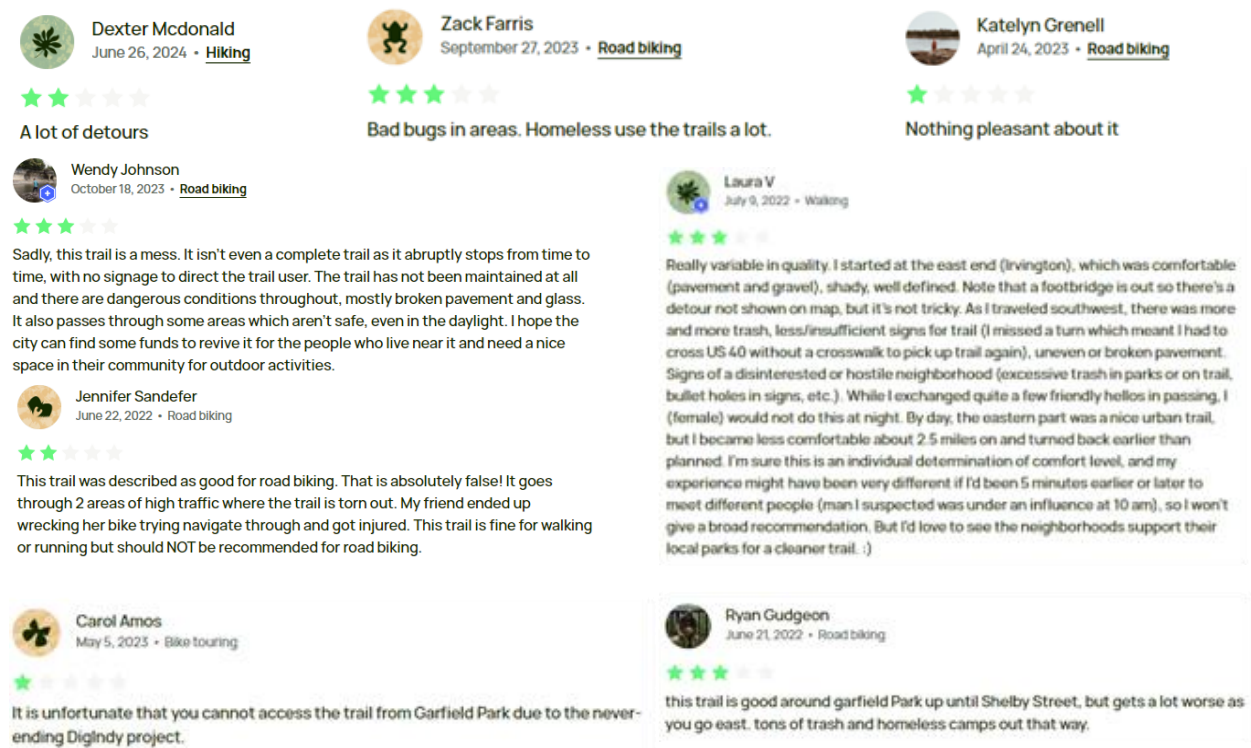 Dexter Mcdonald
June 26, 2024 • Hiking
A lot of detours
Zack Farris
September 27, 2023 • Road biking
Bad bugs in areas. Homeless use the trails a lot.
Katelyn Grenell
April 24, 2023 • Road biking
Nothing pleasant about it
Wendy Johnson
October 18, 2023 • Road biking
Sadly, this trail is a mess. It isn't even a complete trail as it abruptly stops from time to
time, with no signage to direct the trail user. The trail has not been maintained at all
and there are dangerous conditions throughout, mostly broken pavement and glass.
It also passes through some areas which aren't safe, even in the daylight. I hope the
city can find some funds to revive it for the people who live near it and need a nice
space in their community for outdoor activities.
Jennifer Sandefer
June 22, 2022 • Road biking
This trail was described as good for road biking. That is absolutely false! It goes
through 2 areas of high traffic where the trail is torn out. My friend ended up
wrecking her bike trying navigate through and got injured. This trail is fine for walking
or running but should NOT be recommended for road biking.
Laura V
July 9, 2022 • Walking
Really variable in quality. I started at the east end (Irvington), which was comfortable
(pavement and gravel), shady, well defined. Note that a footbridge is out so there's a
detour not shown on map, but it's not tricky. As I traveled southwest, there was more
and more trash, less/insufficient signs for trail (I missed a turn which meant I had to
cross US 40 without a crosswalk to pick up trail again), uneven or broken pavement.
Signs of a disinterested or hostile neighborhood (excessive trash in parks or on trail,
bullet holes in signs, etc.). While I exchanged quite a few friendly hellos in passing, I
(female) would not do this at night. By day, the eastern part was a nice urban trail,
but I became less comfortable about 2.5 miles on and turned back earlier than
planned. I'm sure this is an individual determination of comfort level, and my
experience might have been very different if I'd been 5 minutes earlier or later to
meet different people (man I suspected was under an influence at 10 am), so I won't
give a broad recommendation. But I'd love to see the neighborhoods support their
local parks for a cleaner trail. :)
Carol Amos
May 5, 2023 • Bike touring
It is unfortunate that you cannot access the trail from Garfield Park due to the never-
ending DigIndy project.
Ryan Gudgeon
June 21, 2022 • Road biking
this trail is good around garfield Park up until Shelby Street, but gets a lot worse as
you go east. tons of trash and homeless camps out that way.